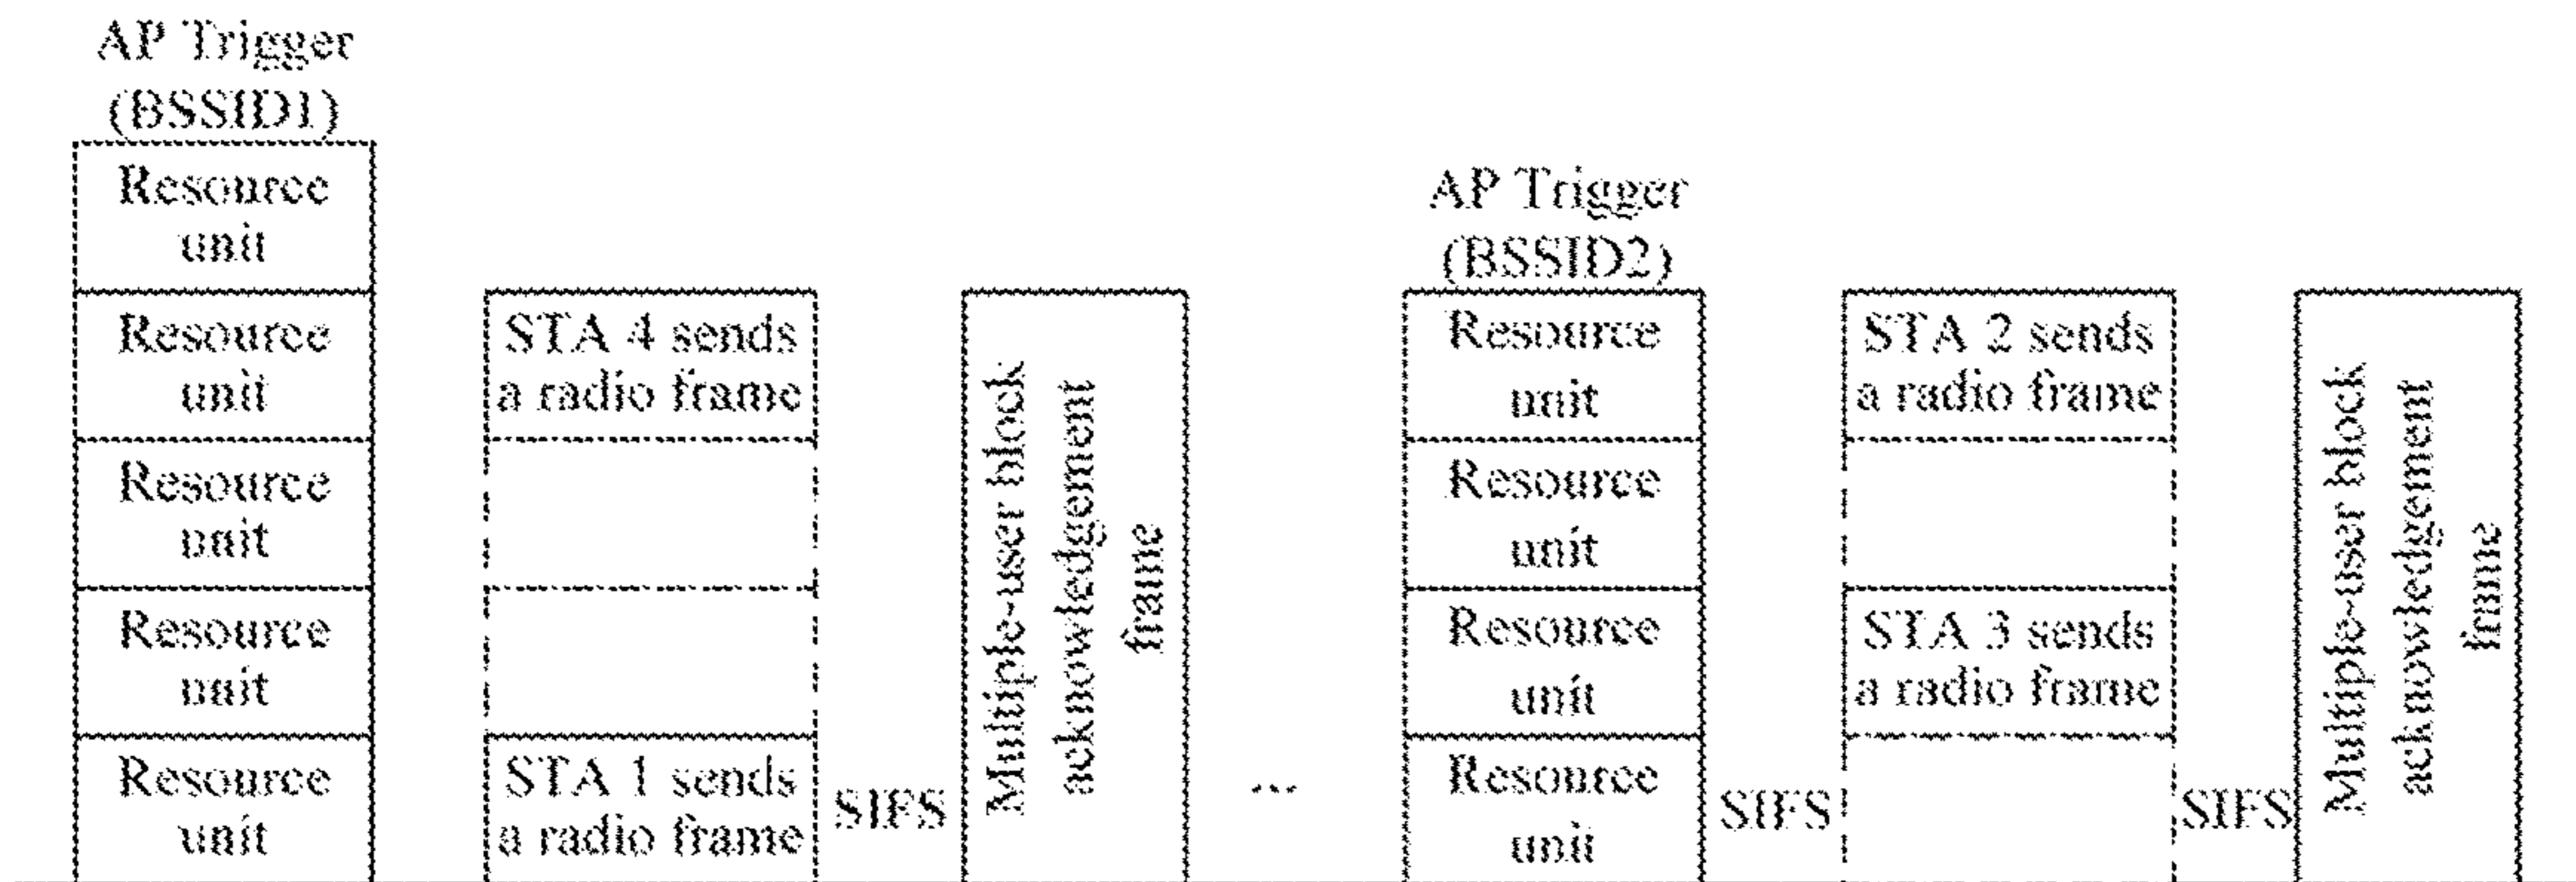 AP Trigger
(BSSID1)
Resource
unit
Resource
unit
Resource
unit
Resource
unit
Resource
unit
STA 4 sends
a radio frame
STA 1 sends
a radio frame
SIFS
Multiple-user block
acknowledgement
frame
...
AP Trigger
(BSSID2)
Resource
unit
Resource
unit
Resource
unit
Resource
unit
SIFS
STA 2 sends
a radio frame
STA 3 sends
a radio frame
SIFS
Multiple-user block
acknowledgement
frame